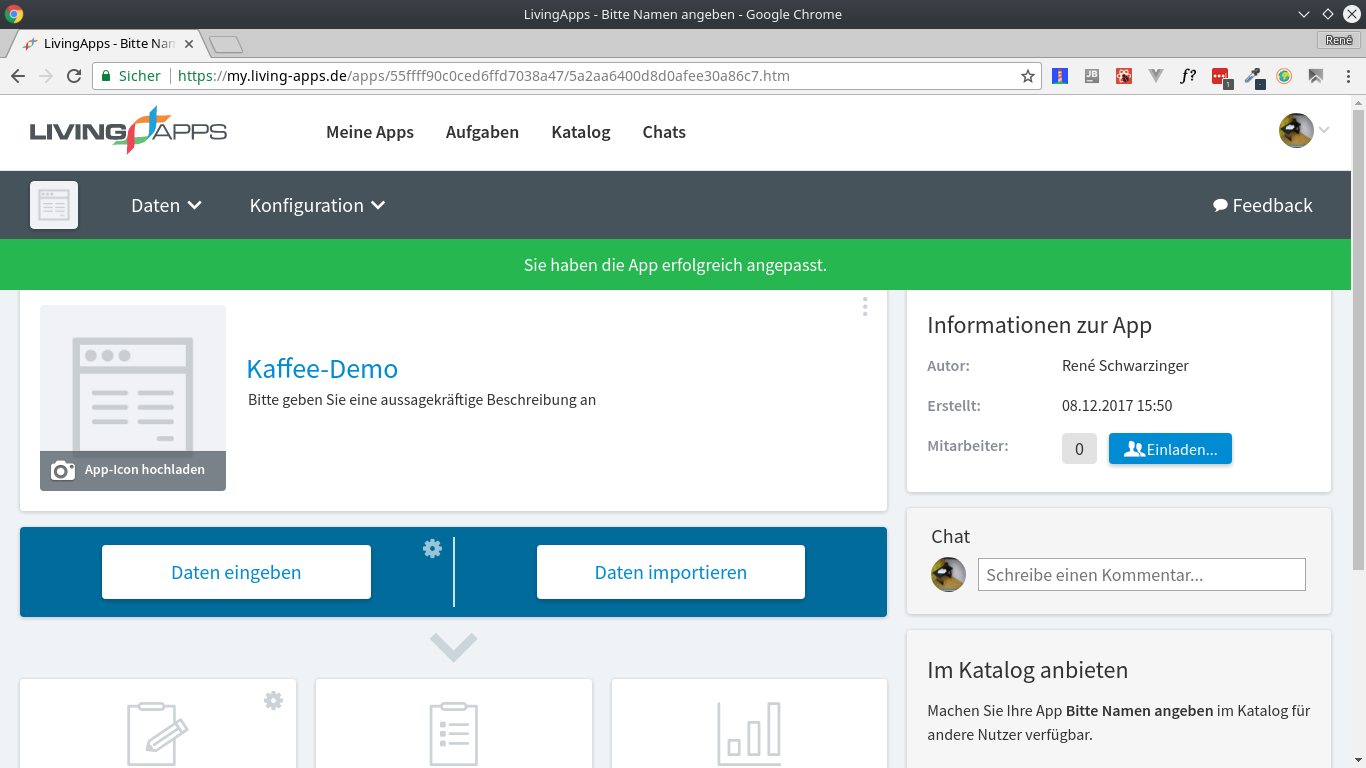 LivingApps - Bitte Namen angeben - Google Chrome
LivingApps - Bitte Nan
René
Sicher
https://my.living-apps.de/apps/55ffff90c0ced6ffd7038a47/5a2aa6400d8d0afee30a86c7.htm
JB
f?
1
LIVINGAPPS
Meine Apps
Aufgaben
Katalog
Chats
Daten
Konfiguration
Feedback
Sie haben die App erfolgreich angepasst.
Kaffee-Demo
Bitte geben Sie eine aussagekräftige Beschreibung an
App-Icon hochladen
Informationen zur App
Autor: René Schwarzinger
Erstellt: 08.12.2017 15:50
Mitarbeiter: 0 Einladen...
Daten eingeben
Daten importieren
Chat
Schreibe einen Kommentar...
Im Katalog anbieten
Machen Sie Ihre App Bitte Namen angeben im Katalog für
andere Nutzer verfügbar.